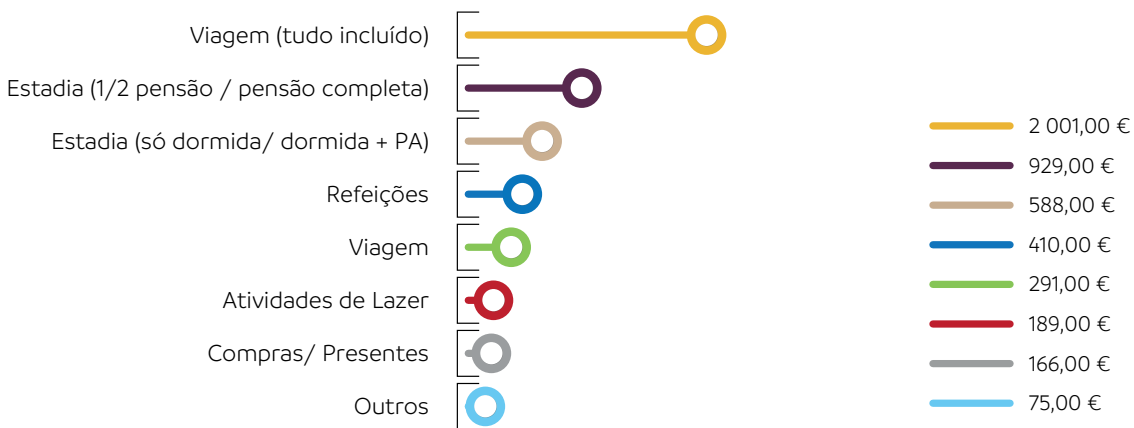 Viagem (tudo incluído)
Estadia (1/2 pensão / pensão completa)
Estadia (só dormida/ dormida + PA)
Refeições
Viagem
Atividades de Lazer
Compras/ Presentes
Outros
2 001,00 €
929,00 €
588,00 €
410,00 €
291,00 €
189,00 €
166,00 €
75,00 €